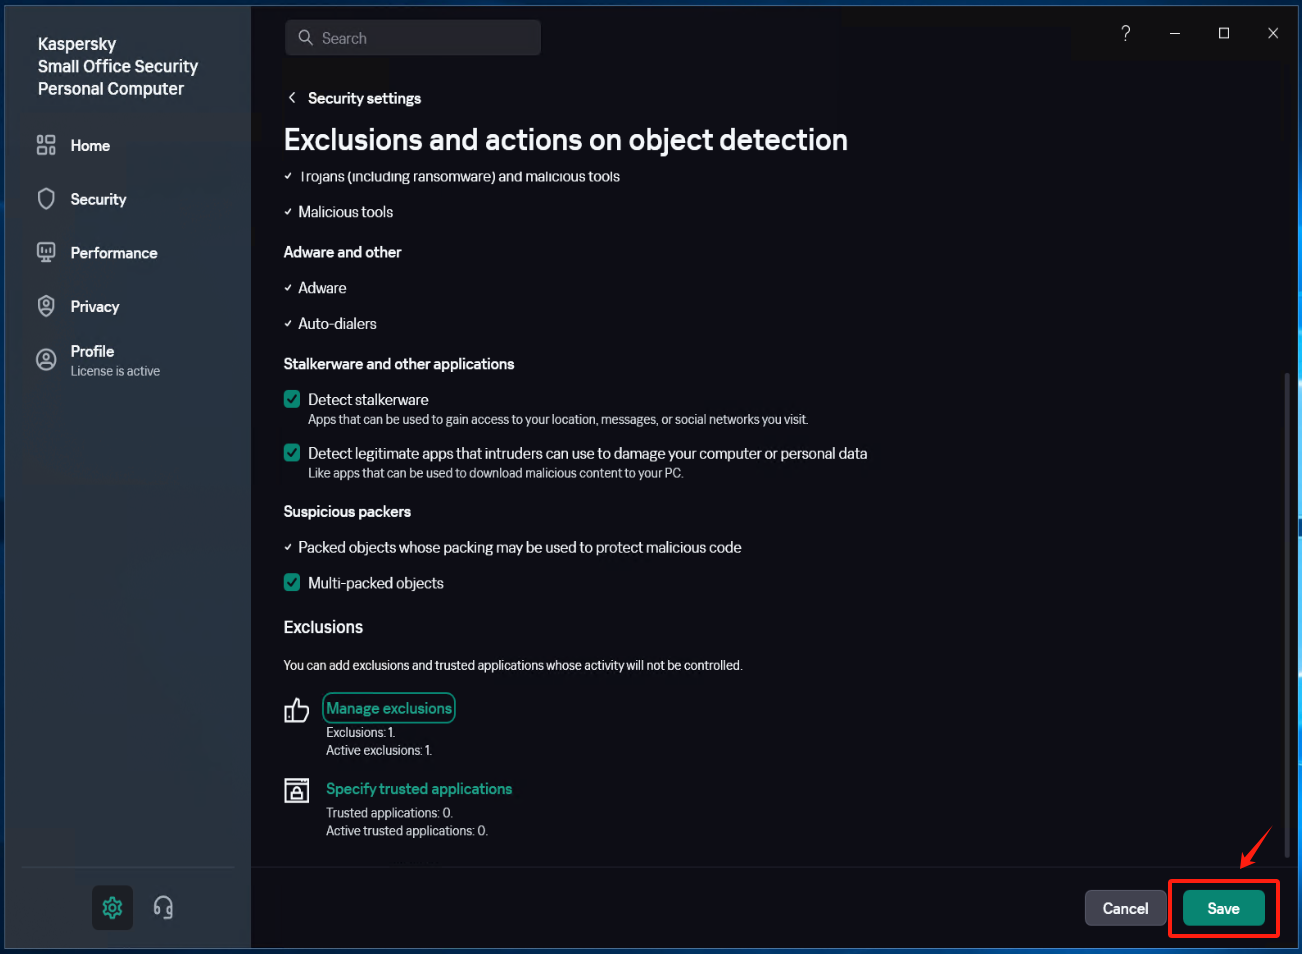 Kaspersky
Small Office Security
Personal Computer
Home
Security
Performance
Privacy
Profile
License is active
Search
?
Security settings
Exclusions and actions on object detection
Trojans (including ransomware) and malicious tools
Malicious tools
Adware and other
Adware
Auto-dialers
Stalkerware and other applications
Detect stalkerware
Apps that can be used to gain access to your location, messages, or social networks you visit.
Detect legitimate apps that intruders can use to damage your computer or personal data
Like apps that can be used to download malicious content to your PC.
Suspicious packers
Packed objects whose packing may be used to protect malicious code
Multi-packed objects
Exclusions
You can add exclusions and trusted applications whose activity will not be controlled.
Manage exclusions
Exclusions: 1.
Active exclusions: 1.
Specify trusted applications
Trusted applications: 0.
Active trusted applications: 0.
Cancel
Save